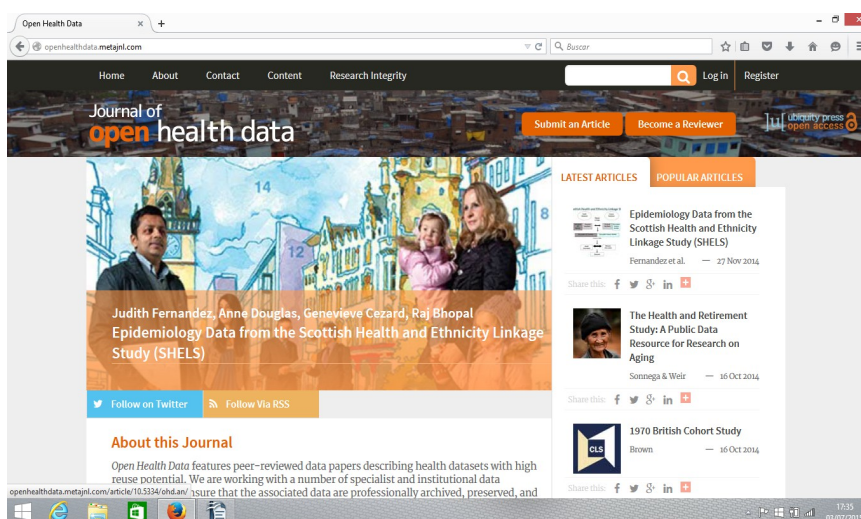 Open Health Data
openhealthdata.metajnl.com
Buscar
Home About Contact Content Research Integrity
Log in Register
Journal of
open health data
Submit an Article Become a Reviewer
ubiquity press
open access
14
12
8
Judith Fernandez, Anne Douglas, Genevieve Cezard, Raj Bhopal
Epidemiology Data from the Scottish Health and Ethnicity Linkage
Study (SHELS)
Follow on Twitter Follow Via RSS
About this Journal
Open Health Data features peer-reviewed data papers describing health datasets with high
reuse potential. We are working with a number of specialist and institutional data
nsure that the associated data are professionally archived, preserved, and
openhealthdata.metajnl.com/article/10.5334/ohd.an/
LATEST ARTICLES POPULAR ARTICLES
Epidemiology Data from the
Scottish Health and Ethnicity
Linkage Study (SHELS)
Fernandez et al. — 27 Nov 2014
Share this:
The Health and Retirement
Study: A Public Data
Resource for Research on
Aging
Sonnega & Weir — 16 Oct 2014
Share this:
CLS
1970 British Cohort Study
Brown — 16 Oct 2014
Share this:
17:35